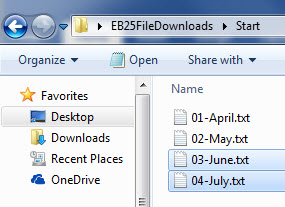 EB25FileDownloads ▸ Start
Organize Open Share with
Favorites
Desktop
Downloads
Recent Places
OneDrive
Name
01-April.txt
02-May.txt
03-June.txt
04-July.txt